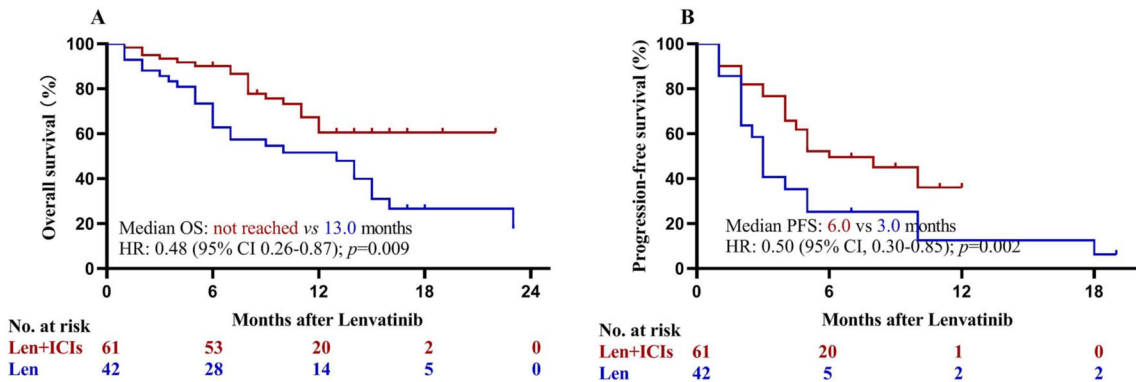 A
100
80
60
40
20
0
Overall survival (%)
Median OS: not reached vs 13.0 months
HR: 0.48 (95% CI 0.26-0.87); p=0.009
0 6 12 18 24
Months after Lenvatinib
No. at risk
Len+ICIs 61 53 20 2 0
Len 42 28 14 5 0
B
100
80
60
40
20
0
Progression-free survival (%)
Median PFS: 6.0 vs 3.0 months
HR: 0.50 (95% CI, 0.30-0.85); p=0.002
0 6 12 18
Months after Lenvatinib
No. at risk
Len+ICIs 61 20 1 0
Len 42 5 2 2